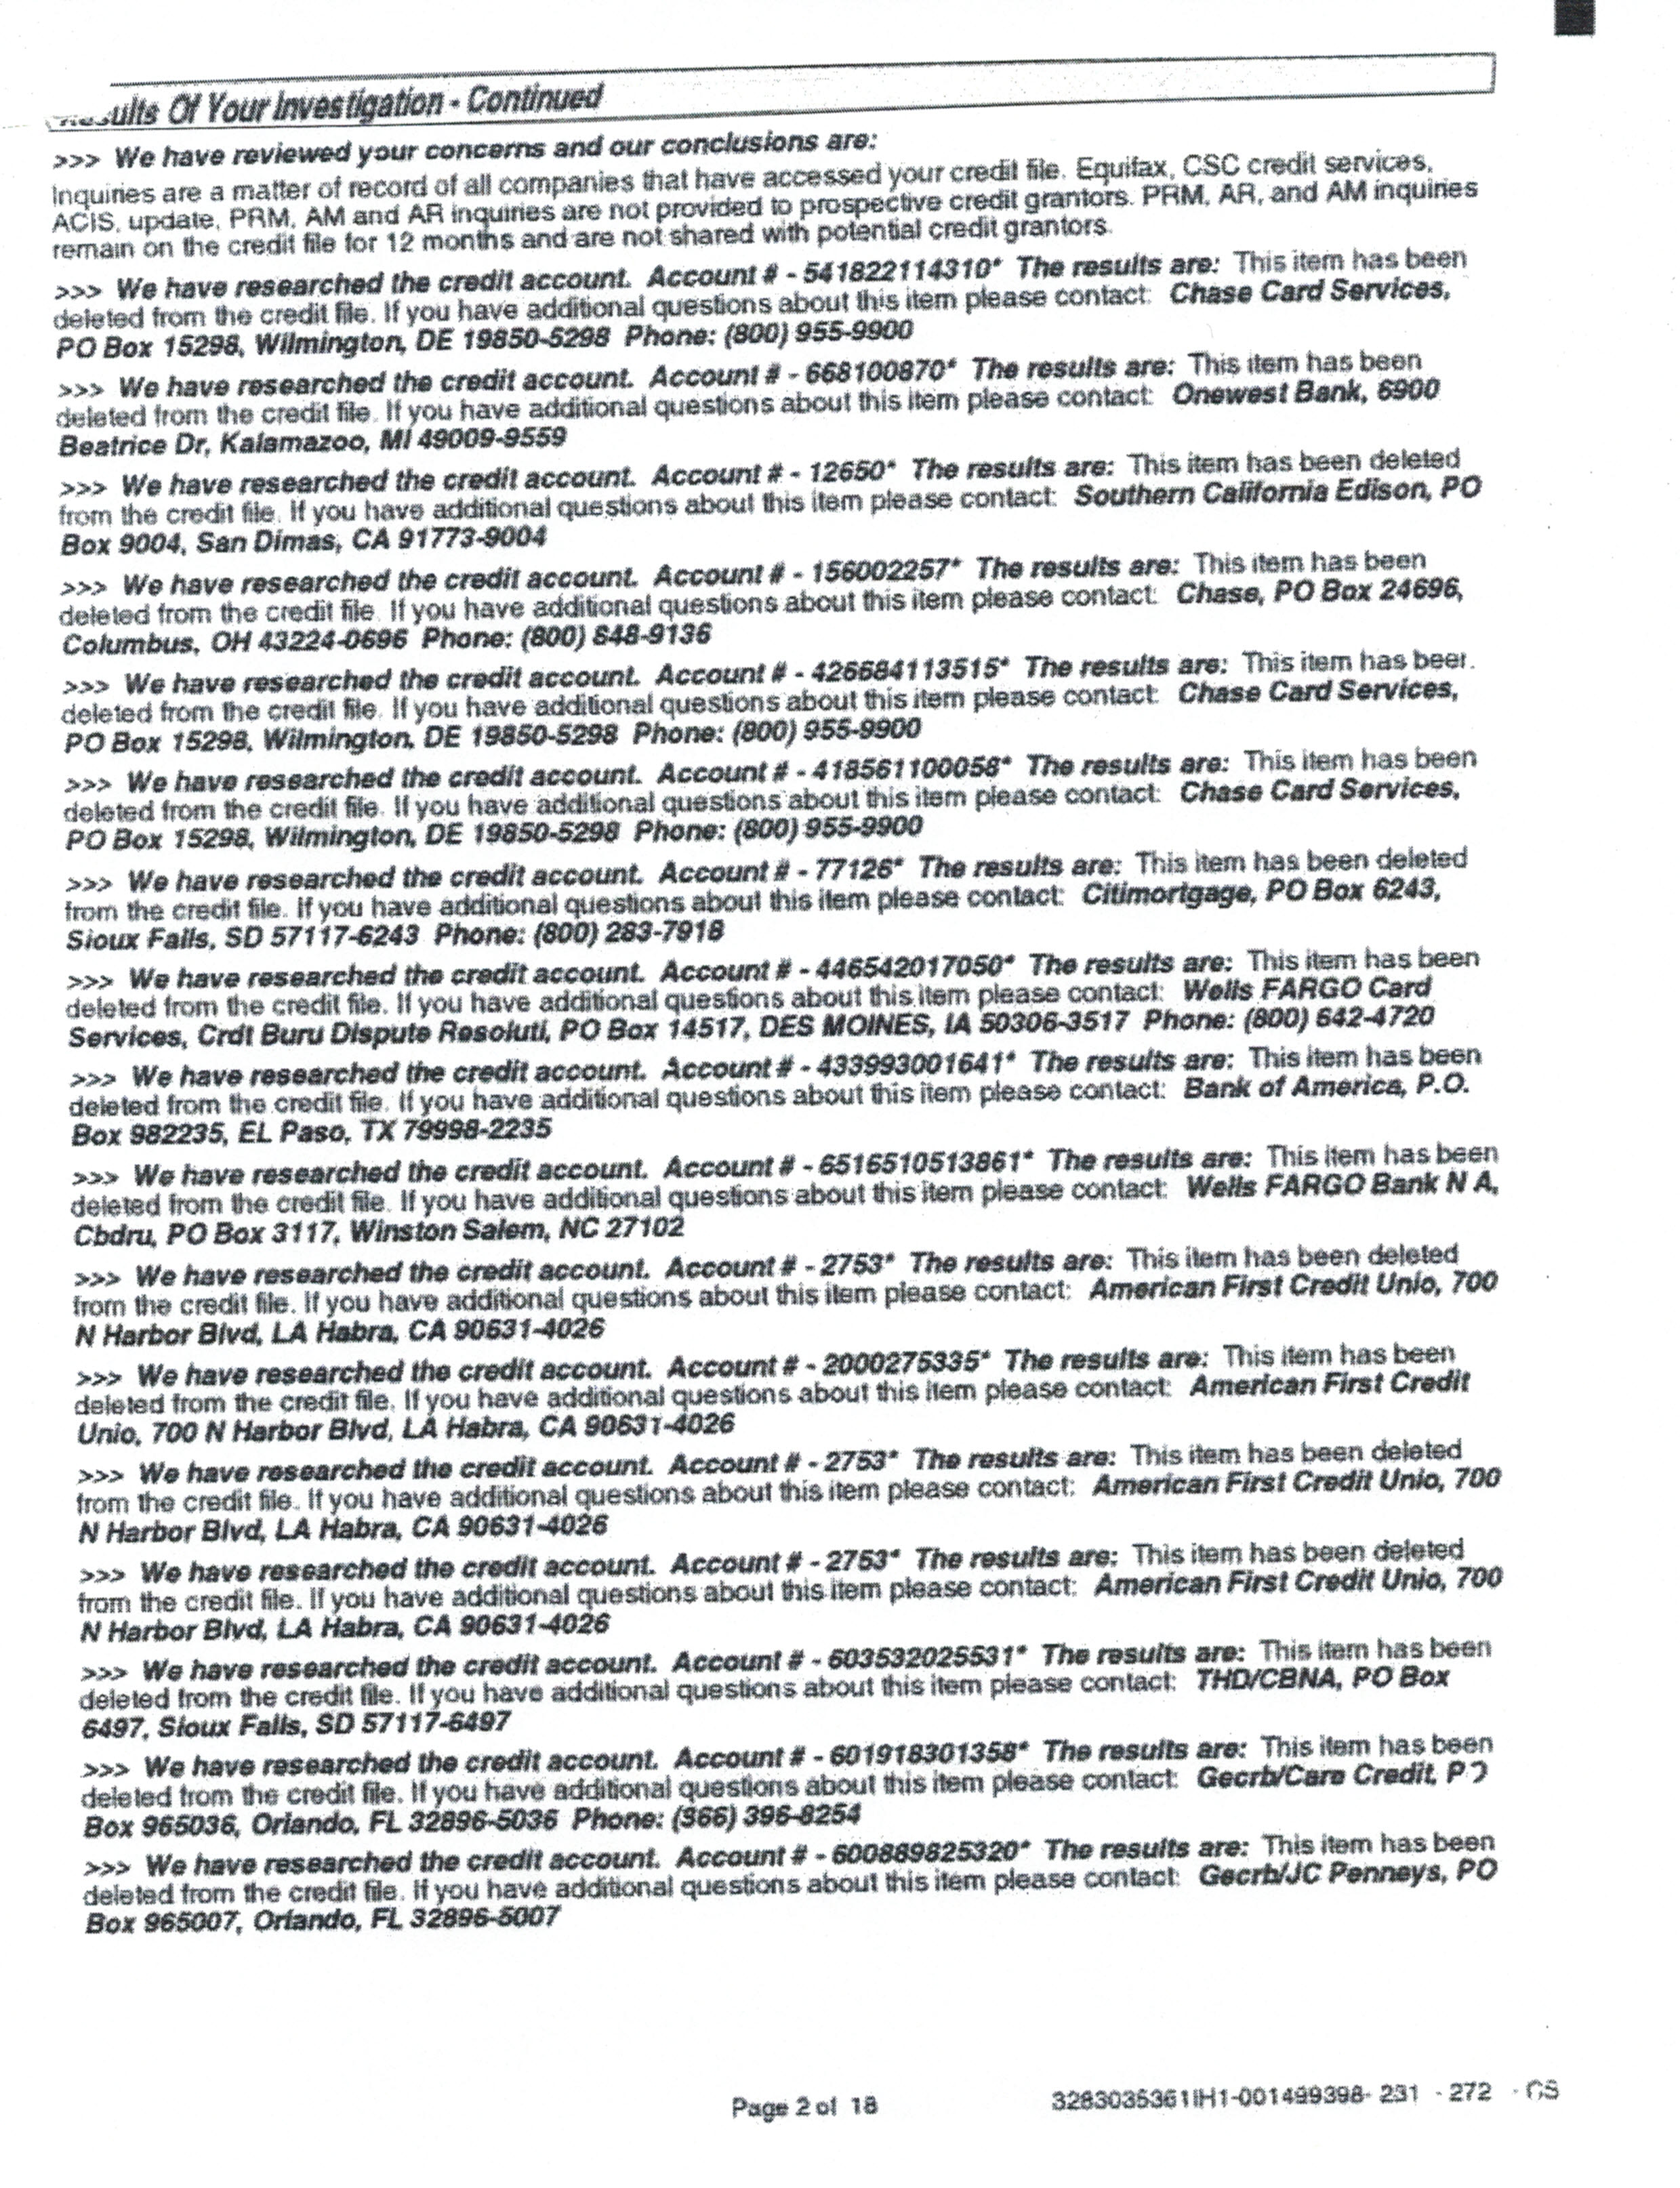 sults Of Your Investigation - Continued
>>> We have reviewed your concerns and our conclusions are:
Inquiries are a matter of record of all companies that have accessed your credit file. Equifax, CSC credit services,
ACIS, update, PRM, AM and AR inquiries are not provided to prospective credit grantors. PRM, AR, and AM inquiries
remain on the credit file for 12 months and are not shared with potential credit grantors.
>>> We have researched the credit account. Account # - 541822114310* The results are: This item has been
deleted from the credit file. If you have additional questions about this item please contact: Chase Card Services,
PO Box 15298, Wilmington, DE 19850-5298 Phone: (800) 955-9900
>>> We have researched the credit account. Account # - 668100870* The results are: This item has been
deleted from the credit file. If you have additional questions about this item please contact: Onewest Bank, 6900
Beatrice Dr, Kalamazoo, MI 49009-9559
>>> We have researched the credit account. Account # - 12650* The results are: This item has been deleted
from the credit file. If you have additional questions about this item please contact: Southern California Edison, PO
Box 9004, San Dimas, CA 91773-9004
>>> We have researched the credit account. Account # - 156002257* The results are: This item has been
deleted from the credit file. If you have additional questions about this item please contact: Chase, PO Box 24696,
Columbus, OH 43224-0696 Phone: (800) 848-9136
>>> We have researched the credit account. Account # - 426684113515* The results are: This item has been
deleted from the credit file. If you have additional questions about this item please contact: Chase Card Services,
PO Box 15298, Wilmington, DE 19850-5298 Phone: (800) 955-9900
>>> We have researched the credit account. Account # - 418561100058* The results are: This item has been
deleted from the credit file. If you have additional questions about this item please contact: Chase Card Services,
PO Box 15298, Wilmington, DE 19850-5298 Phone: (800) 955-9900
>>> We have researched the credit account. Account # - 77126* The results are: This item has been deleted
from the credit file. If you have additional questions about this item please contact: Citimortgage, PO Box 6243,
Sioux Falls, SD 57117-6243 Phone: (800) 283-7918
>>> We have researched the credit account. Account # - 446542017050* The results are: This item has been
deleted from the credit file. If you have additional questions about this item please contact: Wells FARGO Card
Services, Crdt Buru Dispute Resoluti, PO Box 14517, DES MOINES, IA 50306-3517 Phone: (800) 642-4720
>>> We have researched the credit account. Account # - 433993001641* The results are: This item has been
deleted from the credit file. If you have additional questions about this item please contact: Bank of America, P.O.
Box 982235, EL Paso, TX 79998-2235
>>> We have researched the credit account. Account # - 6516510513861* The results are: This item has been
deleted from the credit file. If you have additional questions about this item please contact: Wells FARGO Bank N A,
Cbdru, PO Box 3117, Winston Salem, NC 27102
>>> We have researched the credit account. Account # - 2753* The results are: This item has been deleted
from the credit file. If you have additional questions about this item please contact: American First Credit Unio, 700
N Harbor Blvd, LA Habra, CA 90631-4026
>>> We have researched the credit account. Account # - 2000275335* The results are: This item has been
deleted from the credit file. If you have additional questions about this item please contact: American First Credit
Unio, 700 N Harbor Blvd, LA Habra, CA 90631-4026
>>> We have researched the credit account. Account # - 2753* The results are: This item has been deleted
from the credit file. If you have additional questions about this item please contact: American First Credit Unio, 700
N Harbor Blvd, LA Habra, CA 90631-4026
>>> We have researched the credit account. Account # - 2753* The results are: This item has been deleted
from the credit file. If you have additional questions about this item please contact: American First Credit Unio, 700
N Harbor Blvd, LA Habra, CA 90631-4026
>>> We have researched the credit account. Account # - 603532025531* The results are: This item has been
deleted from the credit file. If you have additional questions about this item please contact: THD/CBNA, PO Box
6497, Sioux Falls, SD 57117-6497
>>> We have researched the credit account. Account # - 601918301358* The results are: This item has been
deleted from the credit file. If you have additional questions about this item please contact: Gecrb/Care Credit, PO
Box 965036, Orlando, FL 32896-5036 Phone: (866) 396-8254
>>> We have researched the credit account. Account # - 600889825320* The results are: This item has been
deleted from the credit file. If you have additional questions about this item please contact: Gecrb/JC Penneys, PO
Box 965007, Orlando, FL 32896-5007
Page 2 of 18
3283035361IH1-001499398- 231 - 272 - CS